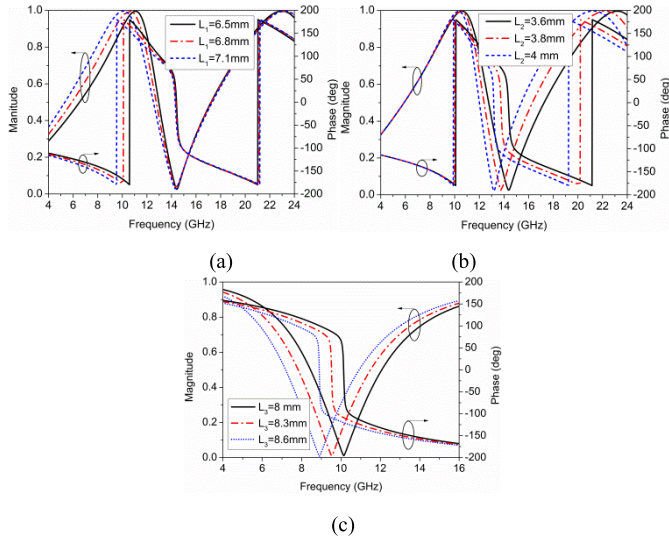 L1=6.5mm
L1=6.8mm
L1=7.1mm
Manitude
1.0
0.8
0.6
0.4
0.2
0.0
200
150
100
50
0
-50
-100
-150
-200
Phase (deg)
4 6 8 10 12 14 16 18 20 22 24
Frequency (GHz)
(a)
L2=3.6mm
L2=3.8mm
L2=4 mm
Magnitude
1.0
0.8
0.6
0.4
0.2
0.0
200
150
100
50
0
-50
-100
-150
-200
Phase (deg)
4 6 8 10 12 14 16 18 20 22 24
Frequency (GHz)
(b)
Magnitude
1.0
0.8
0.6
0.4
0.2
0.0
L3=8 mm
L3=8.3mm
L3=8.6mm
200
150
100
50
0
-50
-100
-150
-200
Phase (deg)
4 6 8 10 12 14 16
Frequency (GHz)
(c)